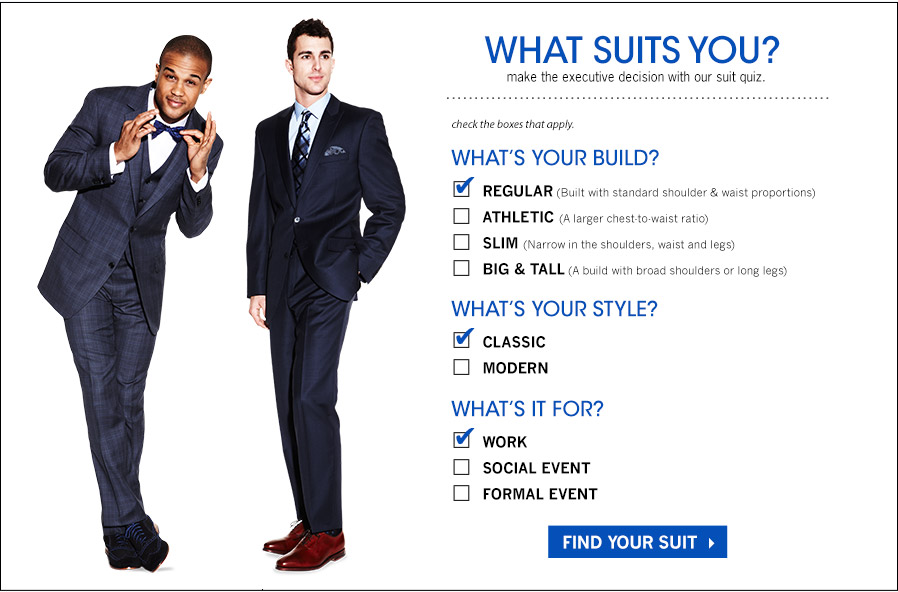 WHAT SUITS YOU?
make the executive decision with our suit quiz.
check the boxes that apply.
WHAT'S YOUR BUILD?
REGULAR (Built with standard shoulder & waist proportions)
ATHLETIC (A larger chest-to-waist ratio)
SLIM (Narrow in the shoulders, waist and legs)
BIG & TALL (A build with broad shoulders or long legs)
WHAT'S YOUR STYLE?
CLASSIC
MODERN
WHAT'S IT FOR?
WORK
SOCIAL EVENT
FORMAL EVENT
FIND YOUR SUIT